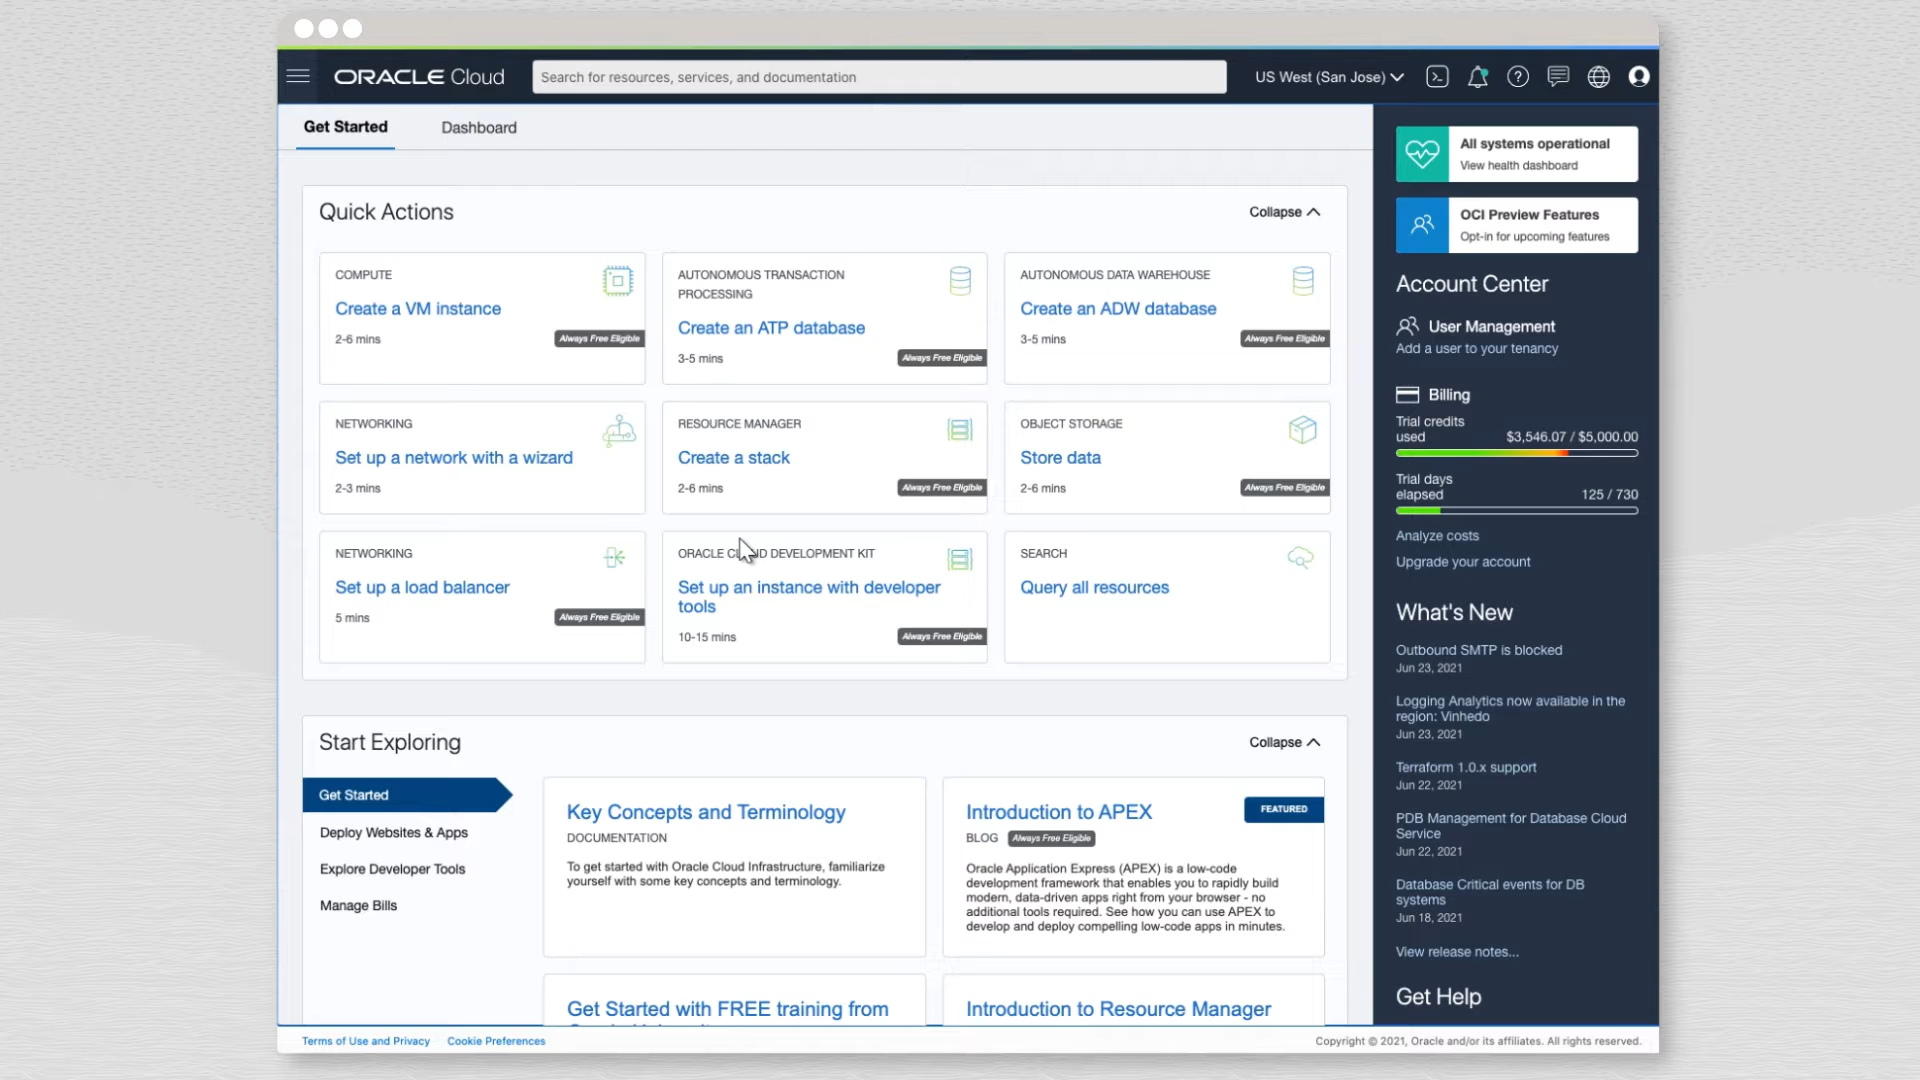 ORACLE Cloud
Search for resources, services, and documentation
US West (San Jose)
Get Started
Dashboard
Quick Actions
Collapse
COMPUTE
Create a VM instance
2-6 mins
Always Free Eligible
AUTONOMOUS TRANSACTION
PROCESSING
Create an ATP database
3-5 mins
Always Free Eligible
AUTONOMOUS DATA WAREHOUSE
Create an ADW database
3-5 mins
Always Free Eligible
NETWORKING
Set up a network with a wizard
2-3 mins
RESOURCE MANAGER
Create a stack
2-6 mins
Always Free Eligible
OBJECT STORAGE
Store data
2-6 mins
Always Free Eligible
NETWORKING
Set up a load balancer
5 mins
Always Free Eligible
ORACLE CLOUD DEVELOPMENT KIT
Set up an instance with developer
tools
10-15 mins
Always Free Eligible
SEARCH
Query all resources
Start Exploring
Collapse
Get Started
Deploy Websites & Apps
Explore Developer Tools
Manage Bills
Key Concepts and Terminology
DOCUMENTATION
To get started with Oracle Cloud Infrastructure, familiarize
yourself with some key concepts and terminology.
Introduction to APEX
FEATURED
BLOG Always Free Eligible
Oracle Application Express (APEX) is a low-code
development framework that enables you to rapidly build
modern, data-driven apps right from your browser - no
additional tools required. See how you can use APEX to
develop and deploy compelling low-code apps in minutes.
Get Started with FREE training from
Introduction to Resource Manager
All systems operational
View health dashboard
OCI Preview Features
Opt-in for upcoming features
Account Center
User Management
Add a user to your tenancy
Billing
Trial credits
used $3,546.07 / $5,000.00
Trial days
elapsed 125 / 730
Analyze costs
Upgrade your account
What's New
Outbound SMTP is blocked
Jun 23, 2021
Logging Analytics now available in the
region: Vinhedo
Jun 23, 2021
Terraform 1.0.x support
Jun 22, 2021
PDB Management for Database Cloud
Service
Jun 22, 2021
Database Critical events for DB
systems
Jun 18, 2021
View release notes...
Get Help
Terms of Use and Privacy
Cookie Preferences
Copyright © 2021, Oracle and/or its affiliates. All rights reserved.